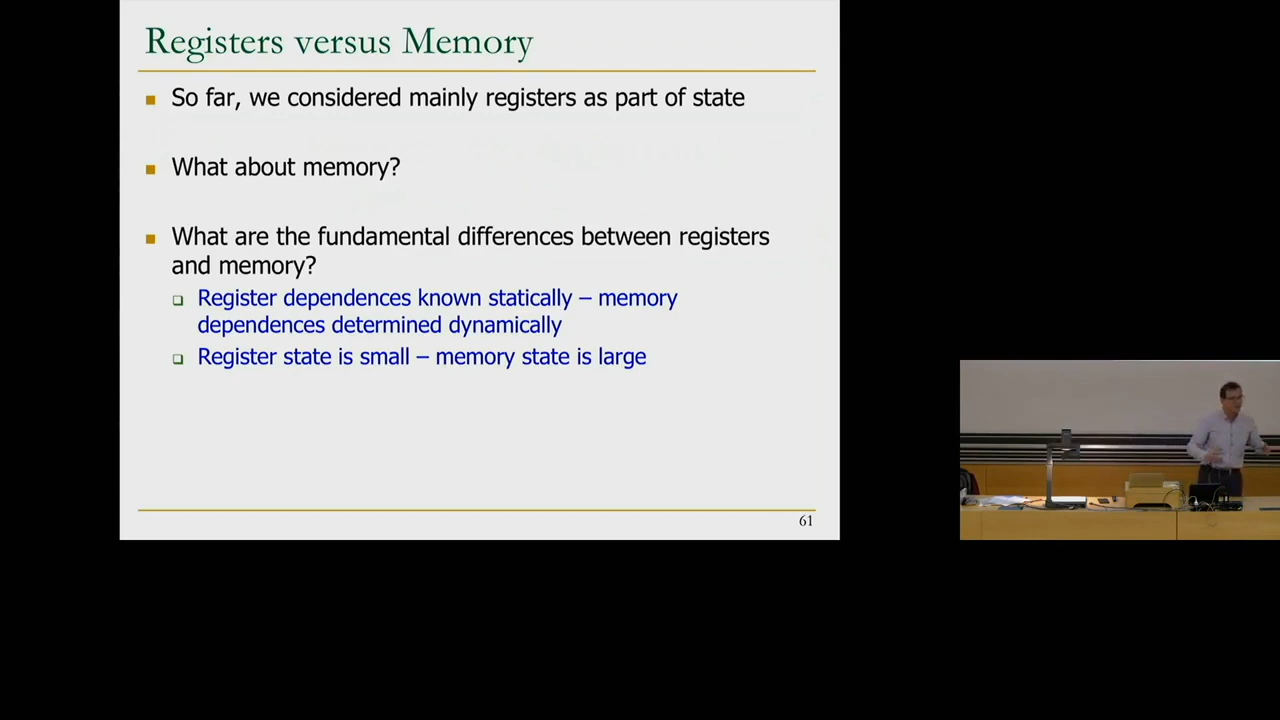 Registers versus Memory
So far, we considered mainly registers as part of state
What about memory?
What are the fundamental differences between registers
and memory?
Register dependences known statically – memory
dependences determined dynamically
Register state is small – memory state is large
61